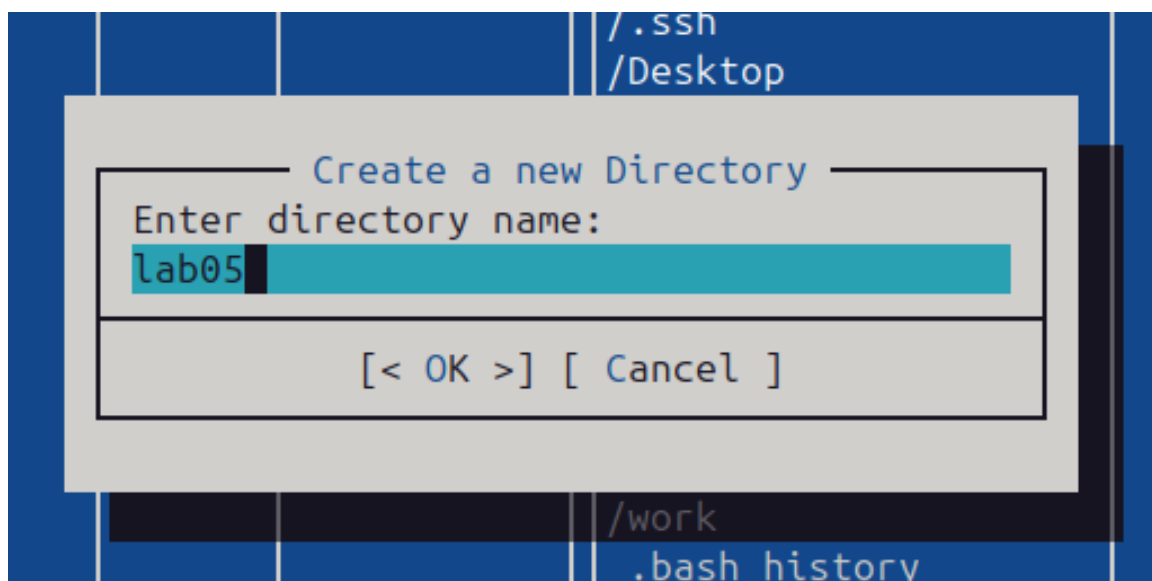 /.ssh
/Desktop
Create a new Directory
Enter directory name:
lab05
[< OK >] [ Cancel ]
/work
.bash_history